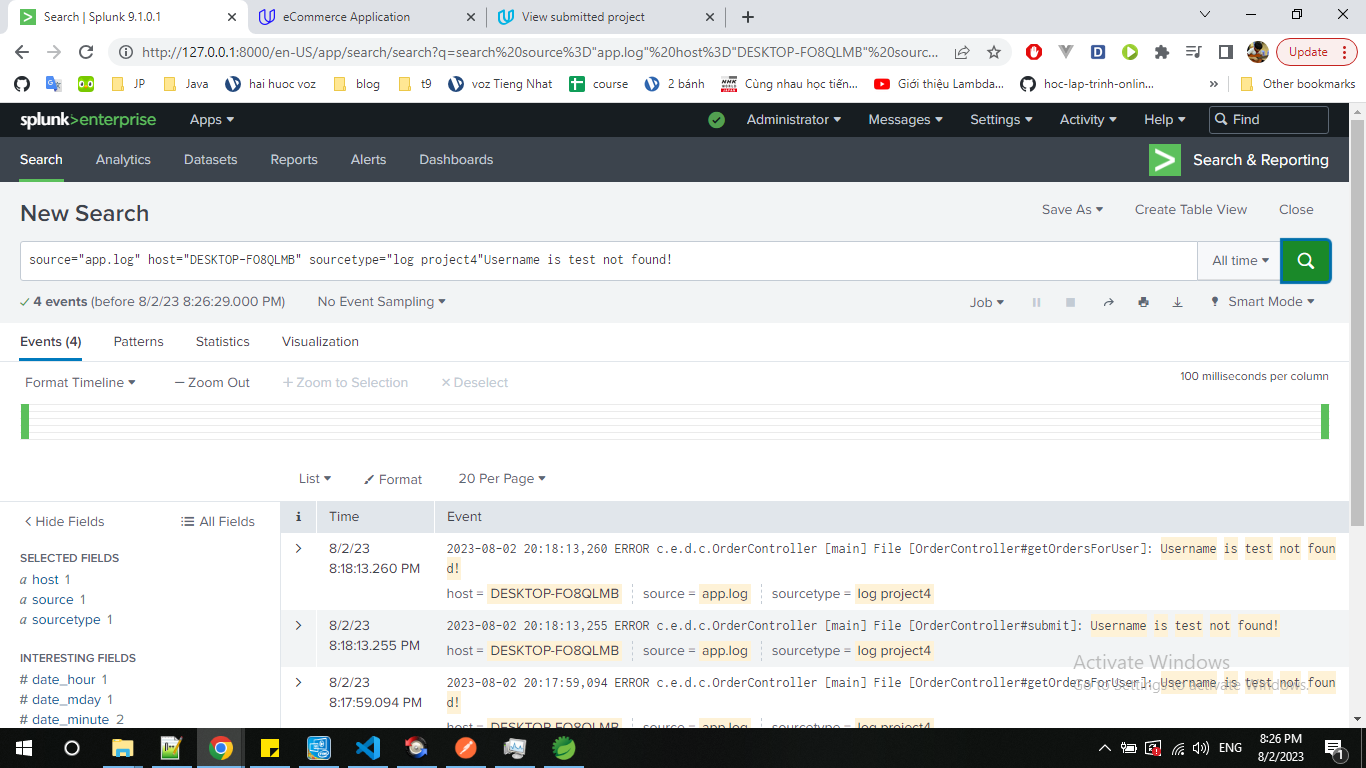 Search | Splunk 9.1.0.1
eCommerce Application
View submitted project
http://127.0.0.1:8000/en-US/app/search/search?q=search%20source%3D"app.log"%20host%3D"DESKTOP-FO8QLMB"%20sourc...
Update
JP
Java
hai huoc voz
blog
t9
voz Tieng Nhat
course
2 bánh
Cùng nhau học tiến...
Giới thiệu Lambda...
hoc-lap-trinh-onlin...
»
Other bookmarks
splunk>enterprise
Apps
Administrator
Messages
Settings
Activity
Help
Find
Search
Analytics
Datasets
Reports
Alerts
Dashboards
Search & Reporting
New Search
Save As
Create Table View
Close
source="app.log" host="DESKTOP-FO8QLMB" sourcetype="log project4"Username is test not found!
All time
4 events (before 8/2/23 8:26:29.000 PM)
No Event Sampling
Job
Smart Mode
Events (4)
Patterns
Statistics
Visualization
Format Timeline
— Zoom Out
+ Zoom to Selection
× Deselect
100 milliseconds per column
List
Format
20 Per Page
< Hide Fields
All Fields
i
Time
Event
SELECTED FIELDS
a host 1
a source 1
a sourcetype 1
INTERESTING FIELDS
# date_hour 1
# date_mday 1
# date_minute 2
8/2/23
8:18:13.260 PM
2023-08-02 20:18:13,260 ERROR c.e.d.c.OrderController [main] File [OrderController#getOrdersForUser]: Username is test not foun
d!
host = DESKTOP-FO8QLMB source = app.log sourcetype = log project4
8/2/23
8:18:13.255 PM
2023-08-02 20:18:13,255 ERROR c.e.d.c.OrderController [main] File [OrderController#submit]: Username is test not found!
host = DESKTOP-FO8QLMB source = app.log sourcetype = log project4
8/2/23
8:17:59.094 PM
2023-08-02 20:17:59,094 ERROR c.e.d.c.OrderController [main] File [OrderController#getOrdersForUser]: Username is test not foun
d!
host = DESKTOP-FO8QLMB source = app.log sourcetype = log project4
Activate Windows
Go to Settings to activate Windows.
ENG
8:26 PM
8/2/2023
1